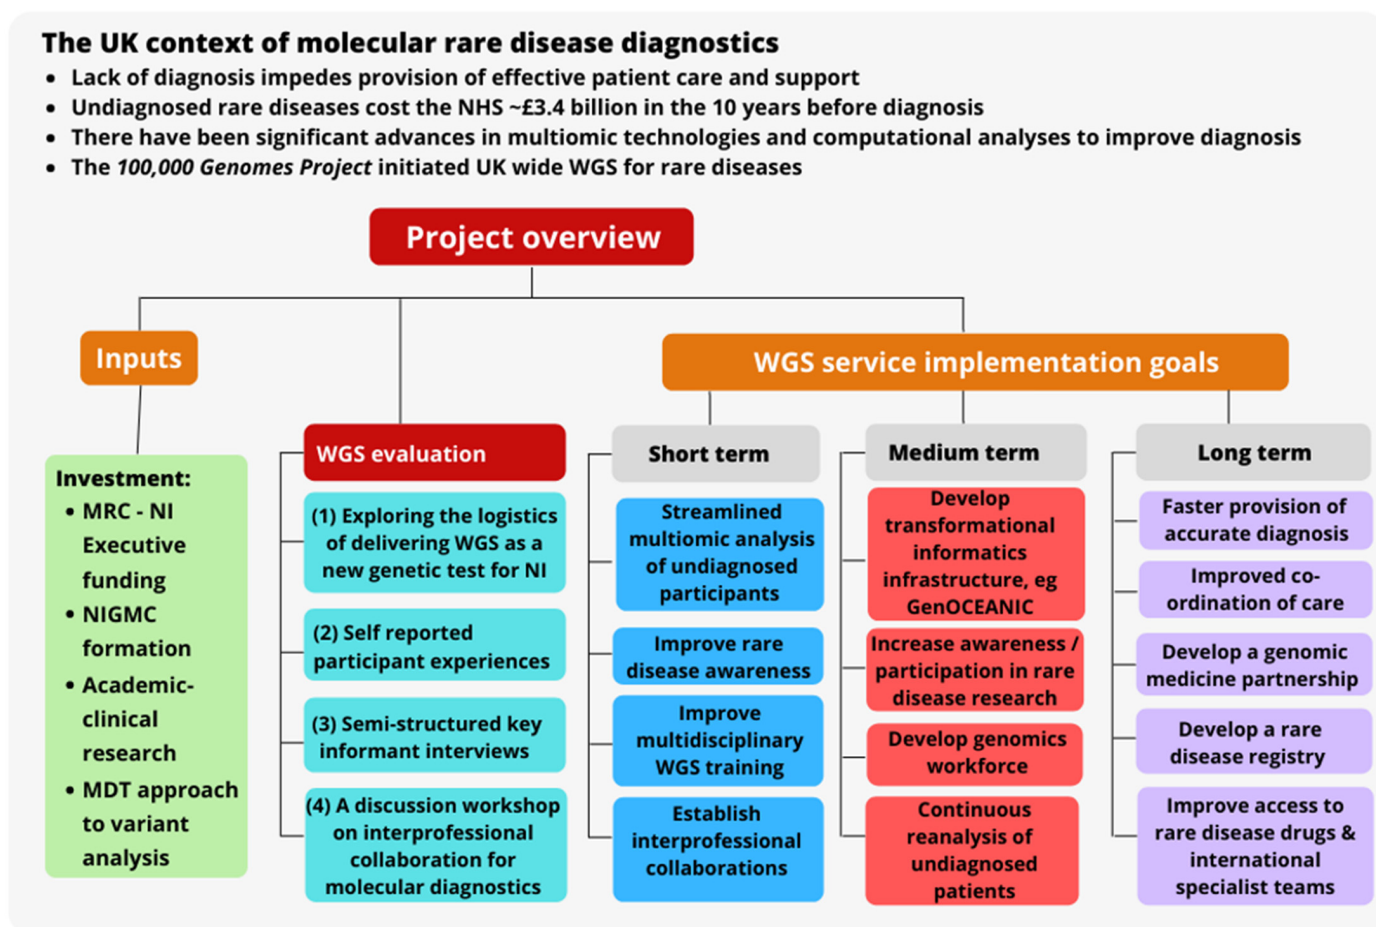 The UK context of molecular rare disease diagnostics
• Lack of diagnosis impedes provision of effective patient care and support
• Undiagnosed rare diseases cost the NHS ~£3.4 billion in the 10 years before diagnosis
• There have been significant advances in multiomic technologies and computational analyses to improve diagnosis
• The 100,000 Genomes Project initiated UK wide WGS for rare diseases
Project overview
Inputs
Investment:
• MRC - NI
Executive
funding
• NIGMC
formation
• Academic-
clinical
research
• MDT approach
to variant
analysis
WGS evaluation
(1) Exploring the logistics
of delivering WGS as a
new genetic test for NI
(2) Self reported
participant experiences
(3) Semi-structured key
informant interviews
(4) A discussion workshop
on interprofessional
collaboration for
molecular diagnostics
WGS service implementation goals
Short term
Streamlined
multiomic analysis
of undiagnosed
participants
Improve rare
disease awareness
Improve
multidisciplinary
WGS training
Establish
interprofessional
collaborations
Medium term
Develop
transformational
informatics
infrastructure, eg
GenOCEANIC
Increase awareness /
participation in rare
disease research
Develop genomics
workforce
Continuous
reanalysis of
undiagnosed
patients
Long term
Faster provision of
accurate diagnosis
Improved co-
ordination of care
Develop a genomic
medicine partnership
Develop a rare
disease registry
Improve access to
rare disease drugs &
international
specialist teams